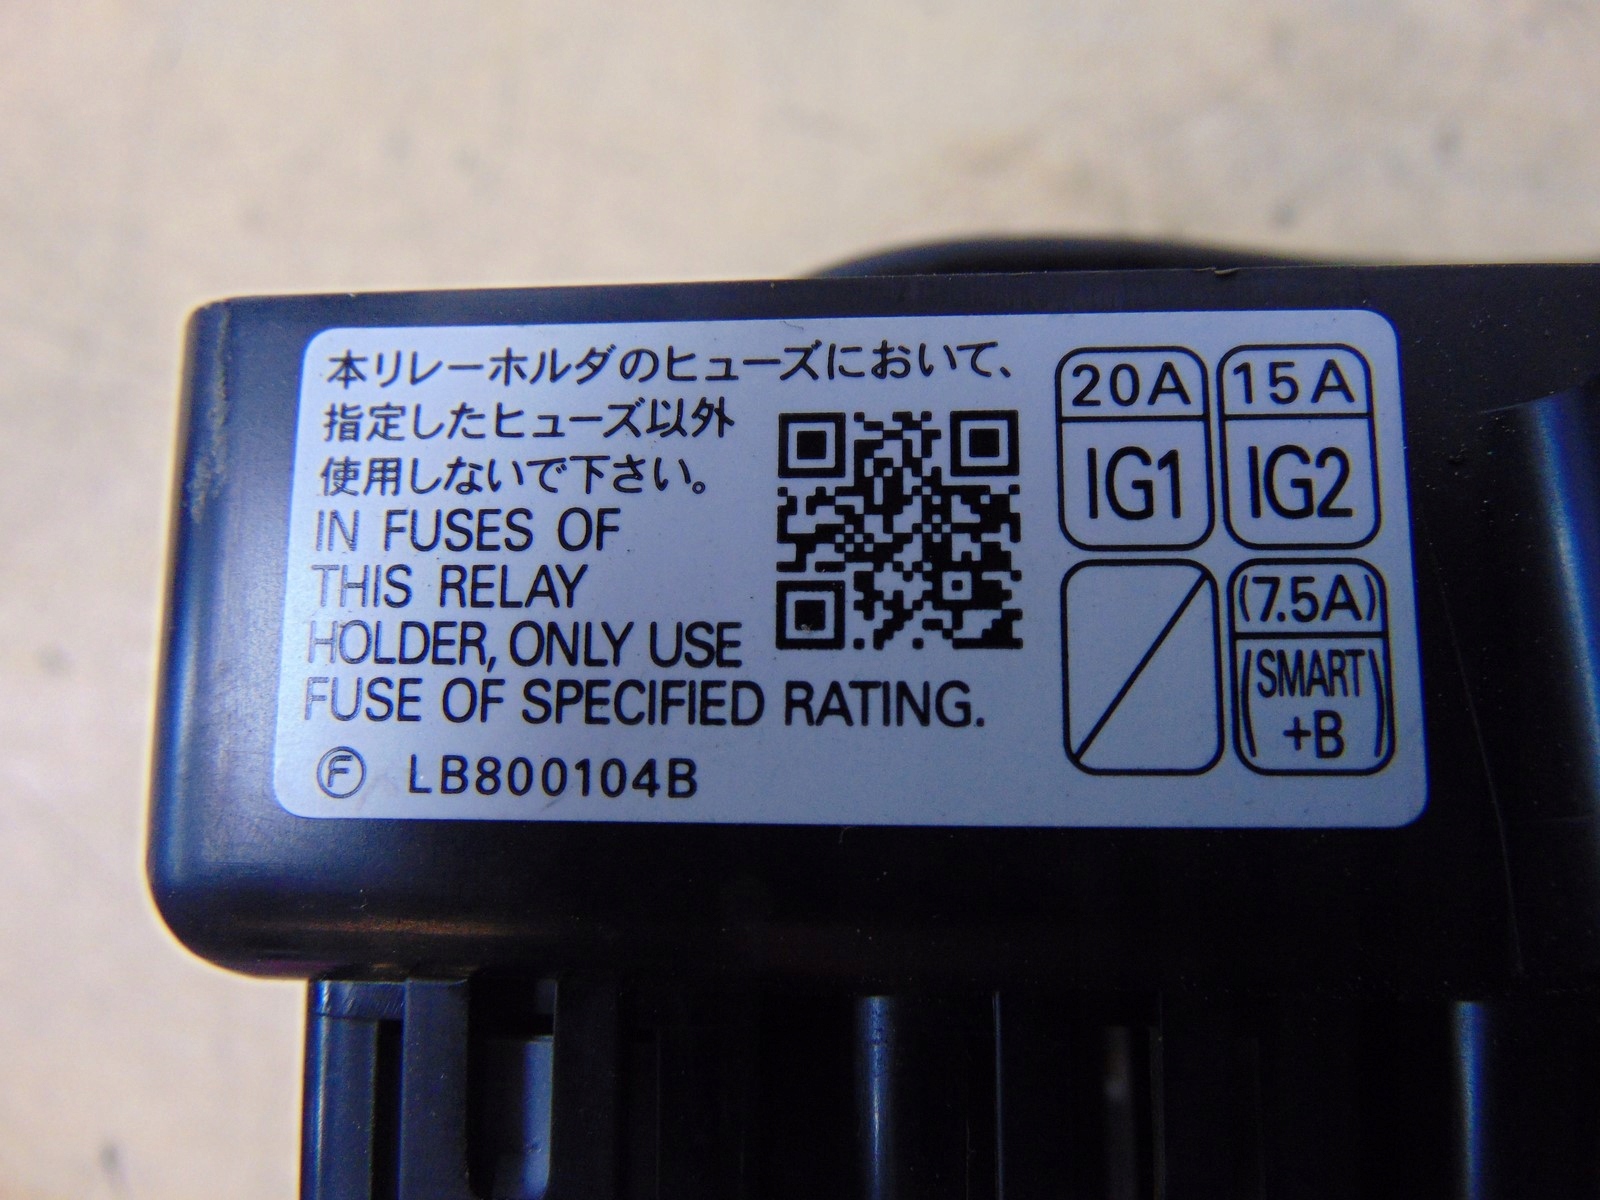 本リレーホルダのヒューズにおいて、
指定したヒューズ以外
使用しないで下さい。
IN FUSES OF
THIS RELAY
HOLDER, ONLY USE
FUSE OF SPECIFIED RATING.
Ⓕ LB800104B
20A
IG1
15A
IG2
(7.5A)
(SMART
+B)